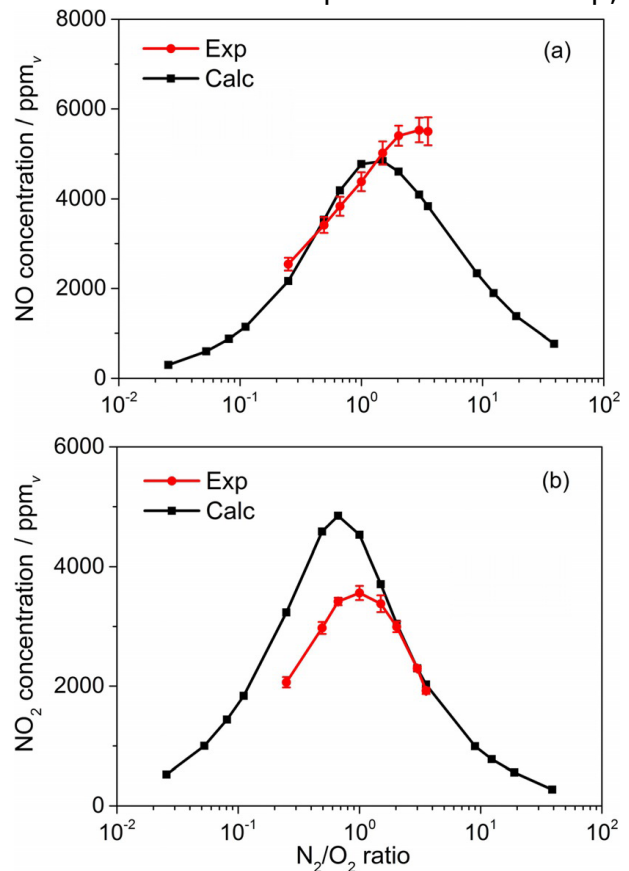 Exp
Calc
(a)
NO concentration / ppmv
8000
6000
4000
2000
0
10-2
10-1
100
101
102
Exp
Calc
(b)
NO2 concentration / ppmv
6000
4000
2000
0
10-2
10-1
100
101
102
N2/O2 ratio